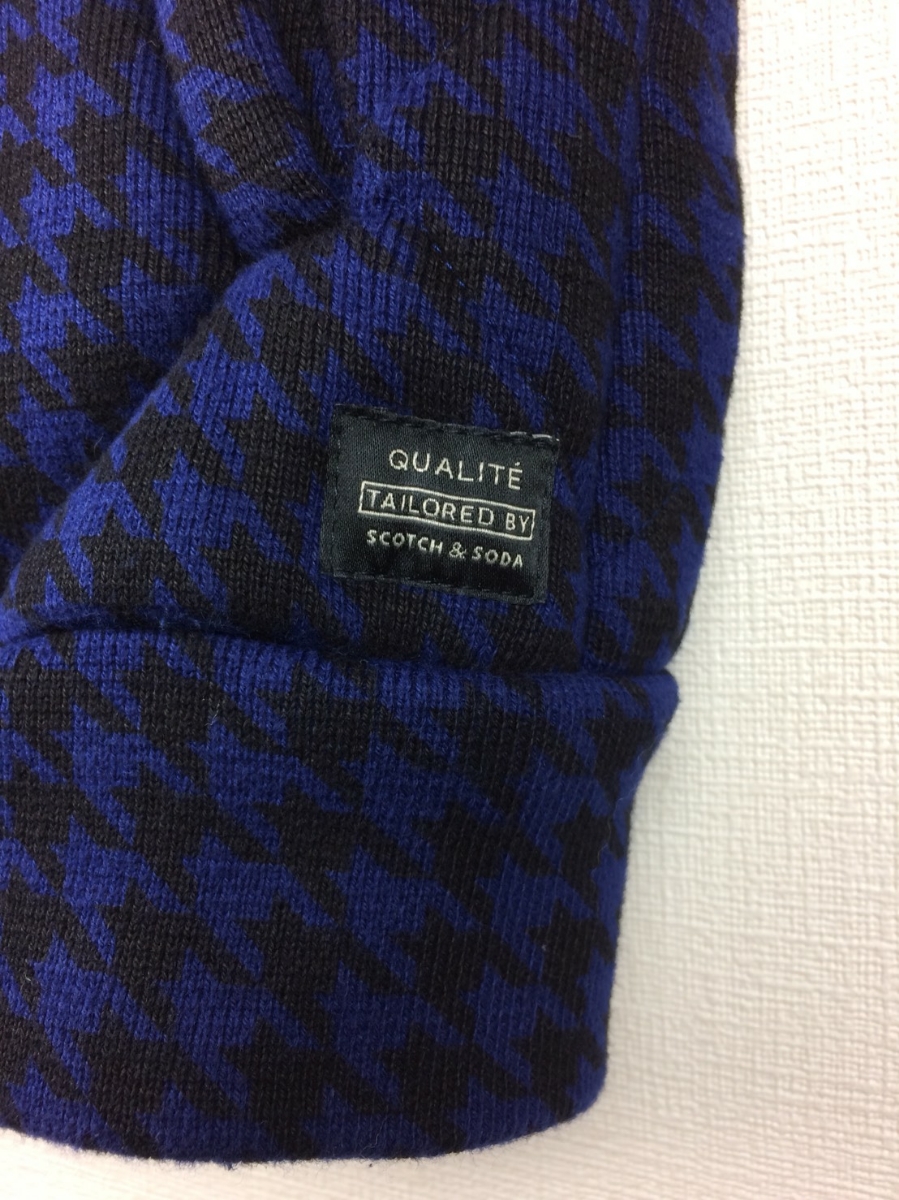 QUALITÉ
TAILORED BY
SCOTCH & SODA